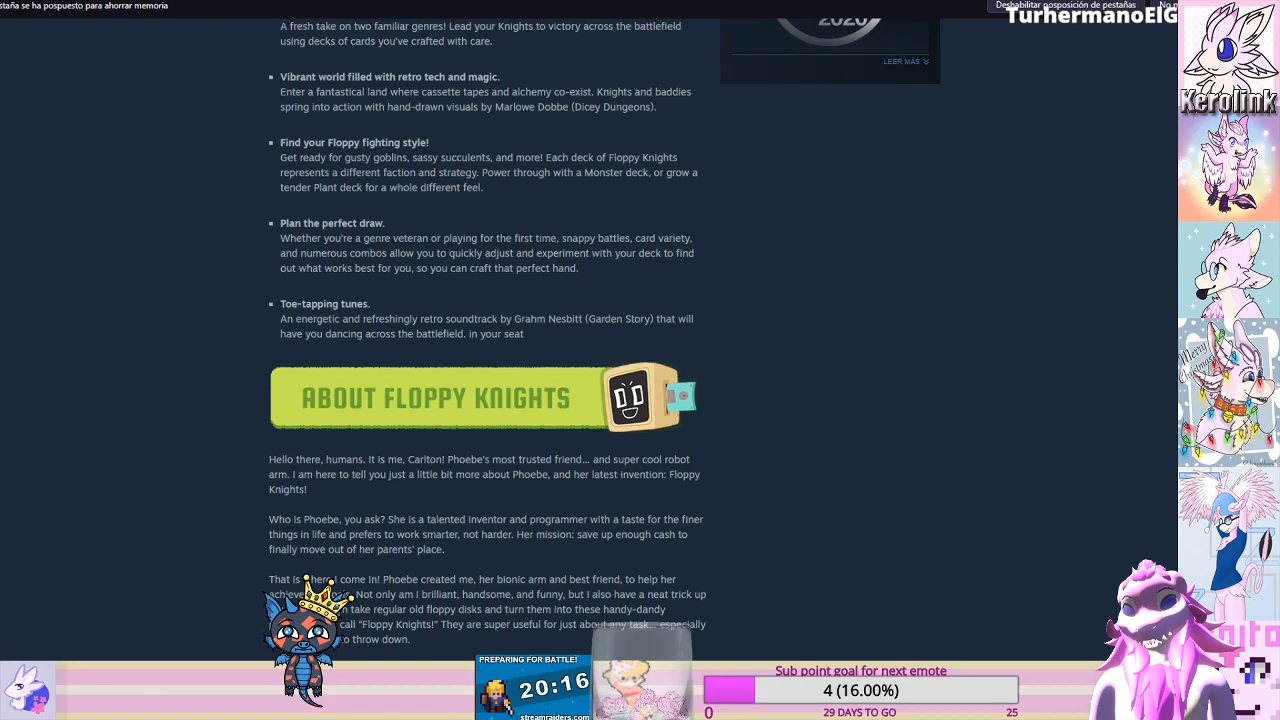 staña se ha pospuesto para ahorrar memoria
Deshabilitar posposición de pestañas
No m
TurhermanoElG
A fresh take on two familiar genres! Lead your Knights to victory across the battlefield
using decks of cards you've crafted with care.
2020
LEER MÁS
Vibrant world filled with retro tech and magic.
Enter a fantastical land where cassette tapes and alchemy co-exist. Knights and baddies
spring into action with hand-drawn visuals by Marlowe Dobbe (Dicey Dungeons).
Kerolink
Find your Floppy fighting style!
Get ready for gusty goblins, sassy succulents, and more! Each deck of Floppy Knights
represents a different faction and strategy. Power through with a Monster deck, or grow a
tender Plant deck for a whole different feel.
Plan the perfect draw.
Whether you're a genre veteran or playing for the first time, snappy battles, card variety,
and numerous combos allow you to quickly adjust and experiment with your deck to find
out what works best for you, so you can craft that perfect hand.
Toe-tapping tunes.
An energetic and refreshingly retro soundtrack by Grahm Nesbitt (Garden Story) that will
have you dancing across the battlefield. in your seat
ABOUT FLOPPY KNIGHTS
Hello there, humans. It is me, Carlton! Phoebe's most trusted friend… and super cool robot
arm. I am here to tell you just a little bit more about Phoebe, and her latest invention: Floppy
Knights!
Who is Phoebe, you ask? She is a talented inventor and programmer with a taste for the finer
things in life and prefers to work smarter, not harder. Her mission: save up enough cash to
finally move out of her parents' place.
That is here I come in! Phoebe created me, her bionic arm and best friend, to help her
achieve Not only am I brilliant, handsome, and funny, but I also have a neat trick up
n take regular old floppy disks and turn them into these handy-dandy
call "Floppy Knights!" They are super useful for just about any task… especially
o throw down.
PREPARING FOR BATTLE!
20:16
streamraiders.com
Sub point goal for next emote
4 (16.00%)
0
29 DAYS TO GO
25